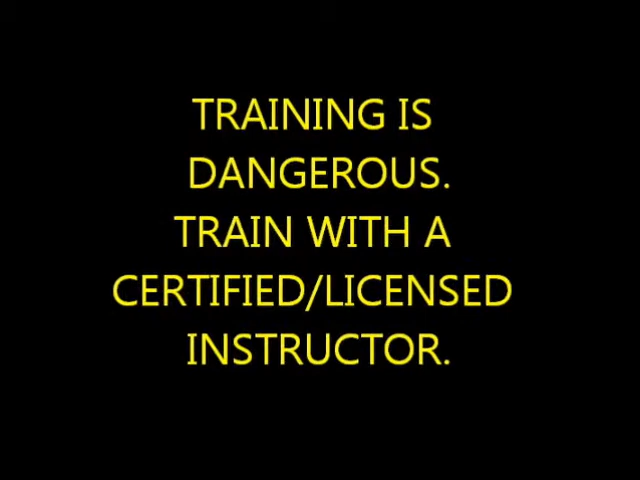 TRAINING IS
DANGEROUS.
TRAIN WITH A
CERTIFIED/LICENSED
INSTRUCTOR.